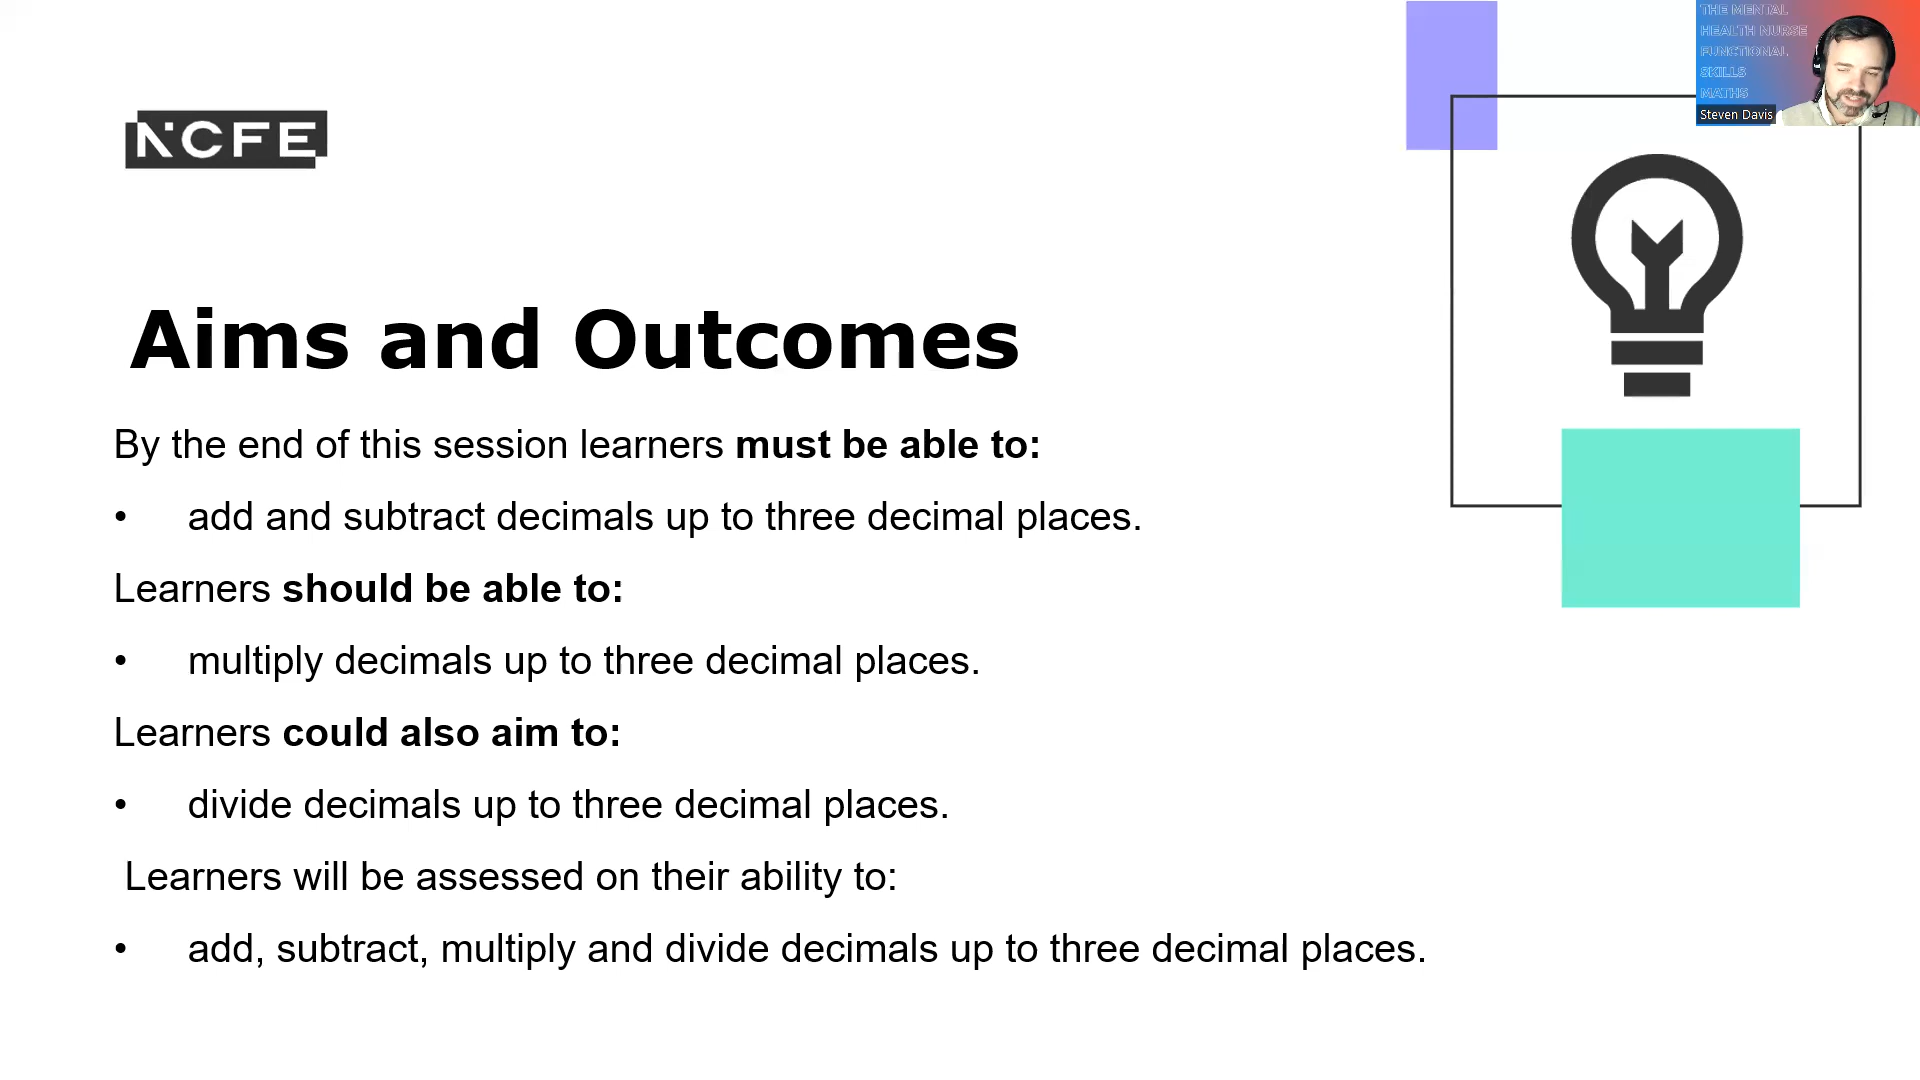 THE MENTAL
HEALTH NURSE
FUNCTIONAL
SKILLS
MATHS
Steven Davis
NCFE
Aims and Outcomes
By the end of this session learners must be able to:
• add and subtract decimals up to three decimal places.
Learners should be able to:
• multiply decimals up to three decimal places.
Learners could also aim to:
• divide decimals up to three decimal places.
Learners will be assessed on their ability to:
• add, subtract, multiply and divide decimals up to three decimal places.